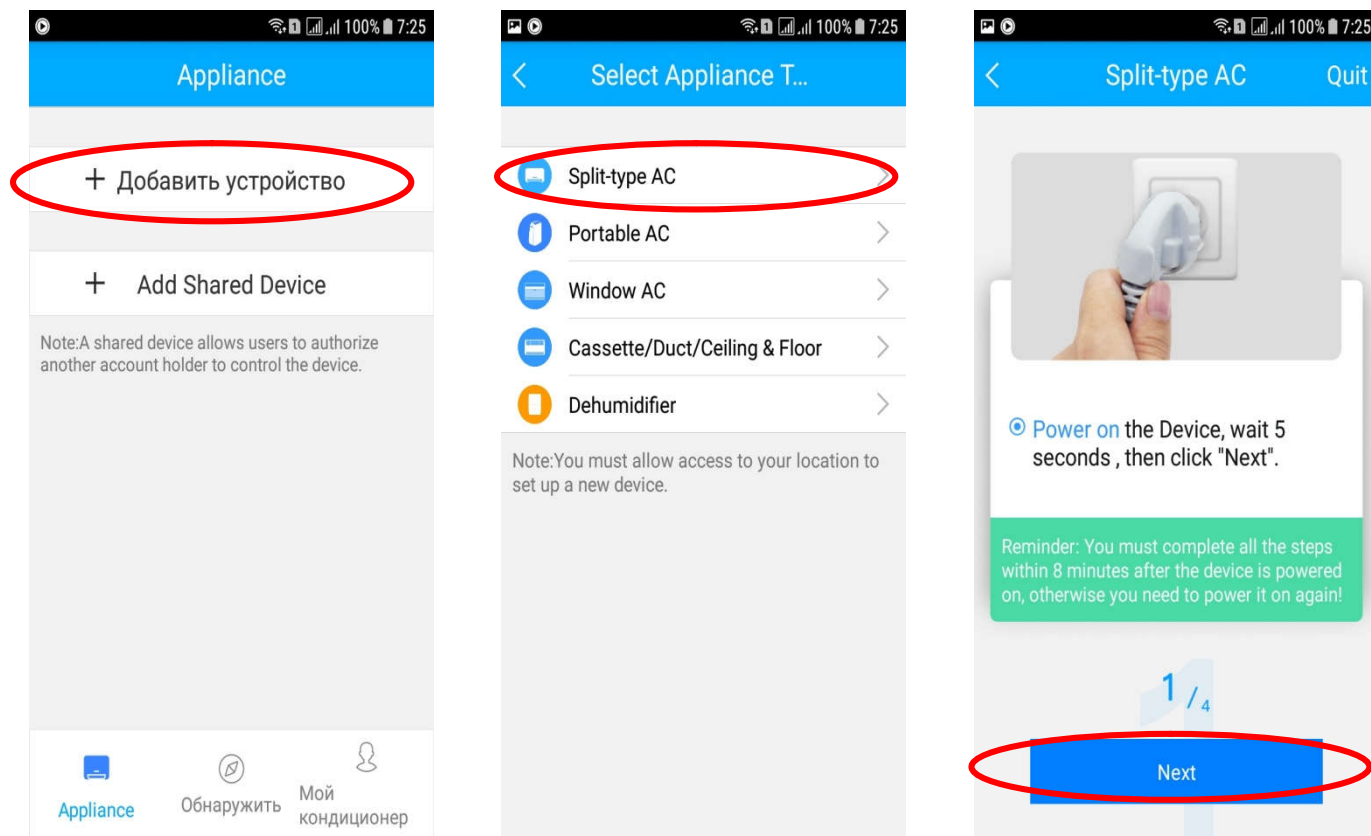 100% 7:25
Appliance
+ Добавить устройство
+ Add Shared Device
Note:A shared device allows users to authorize
another account holder to control the device.
Appliance
Обнаружить
Мой
кондиционер
100% 7:25
Select Appliance T...
Split-type AC
Portable AC
Window AC
Cassette/Duct/Ceiling & Floor
Dehumidifier
Note:You must allow access to your location to
set up a new device.
100% 7:25
Split-type AC Quit
Power on the Device, wait 5
seconds , then click "Next".
Reminder: You must complete all the steps
within 8 minutes after the device is powered
on, otherwise you need to power it on again!
1 / 4
Next